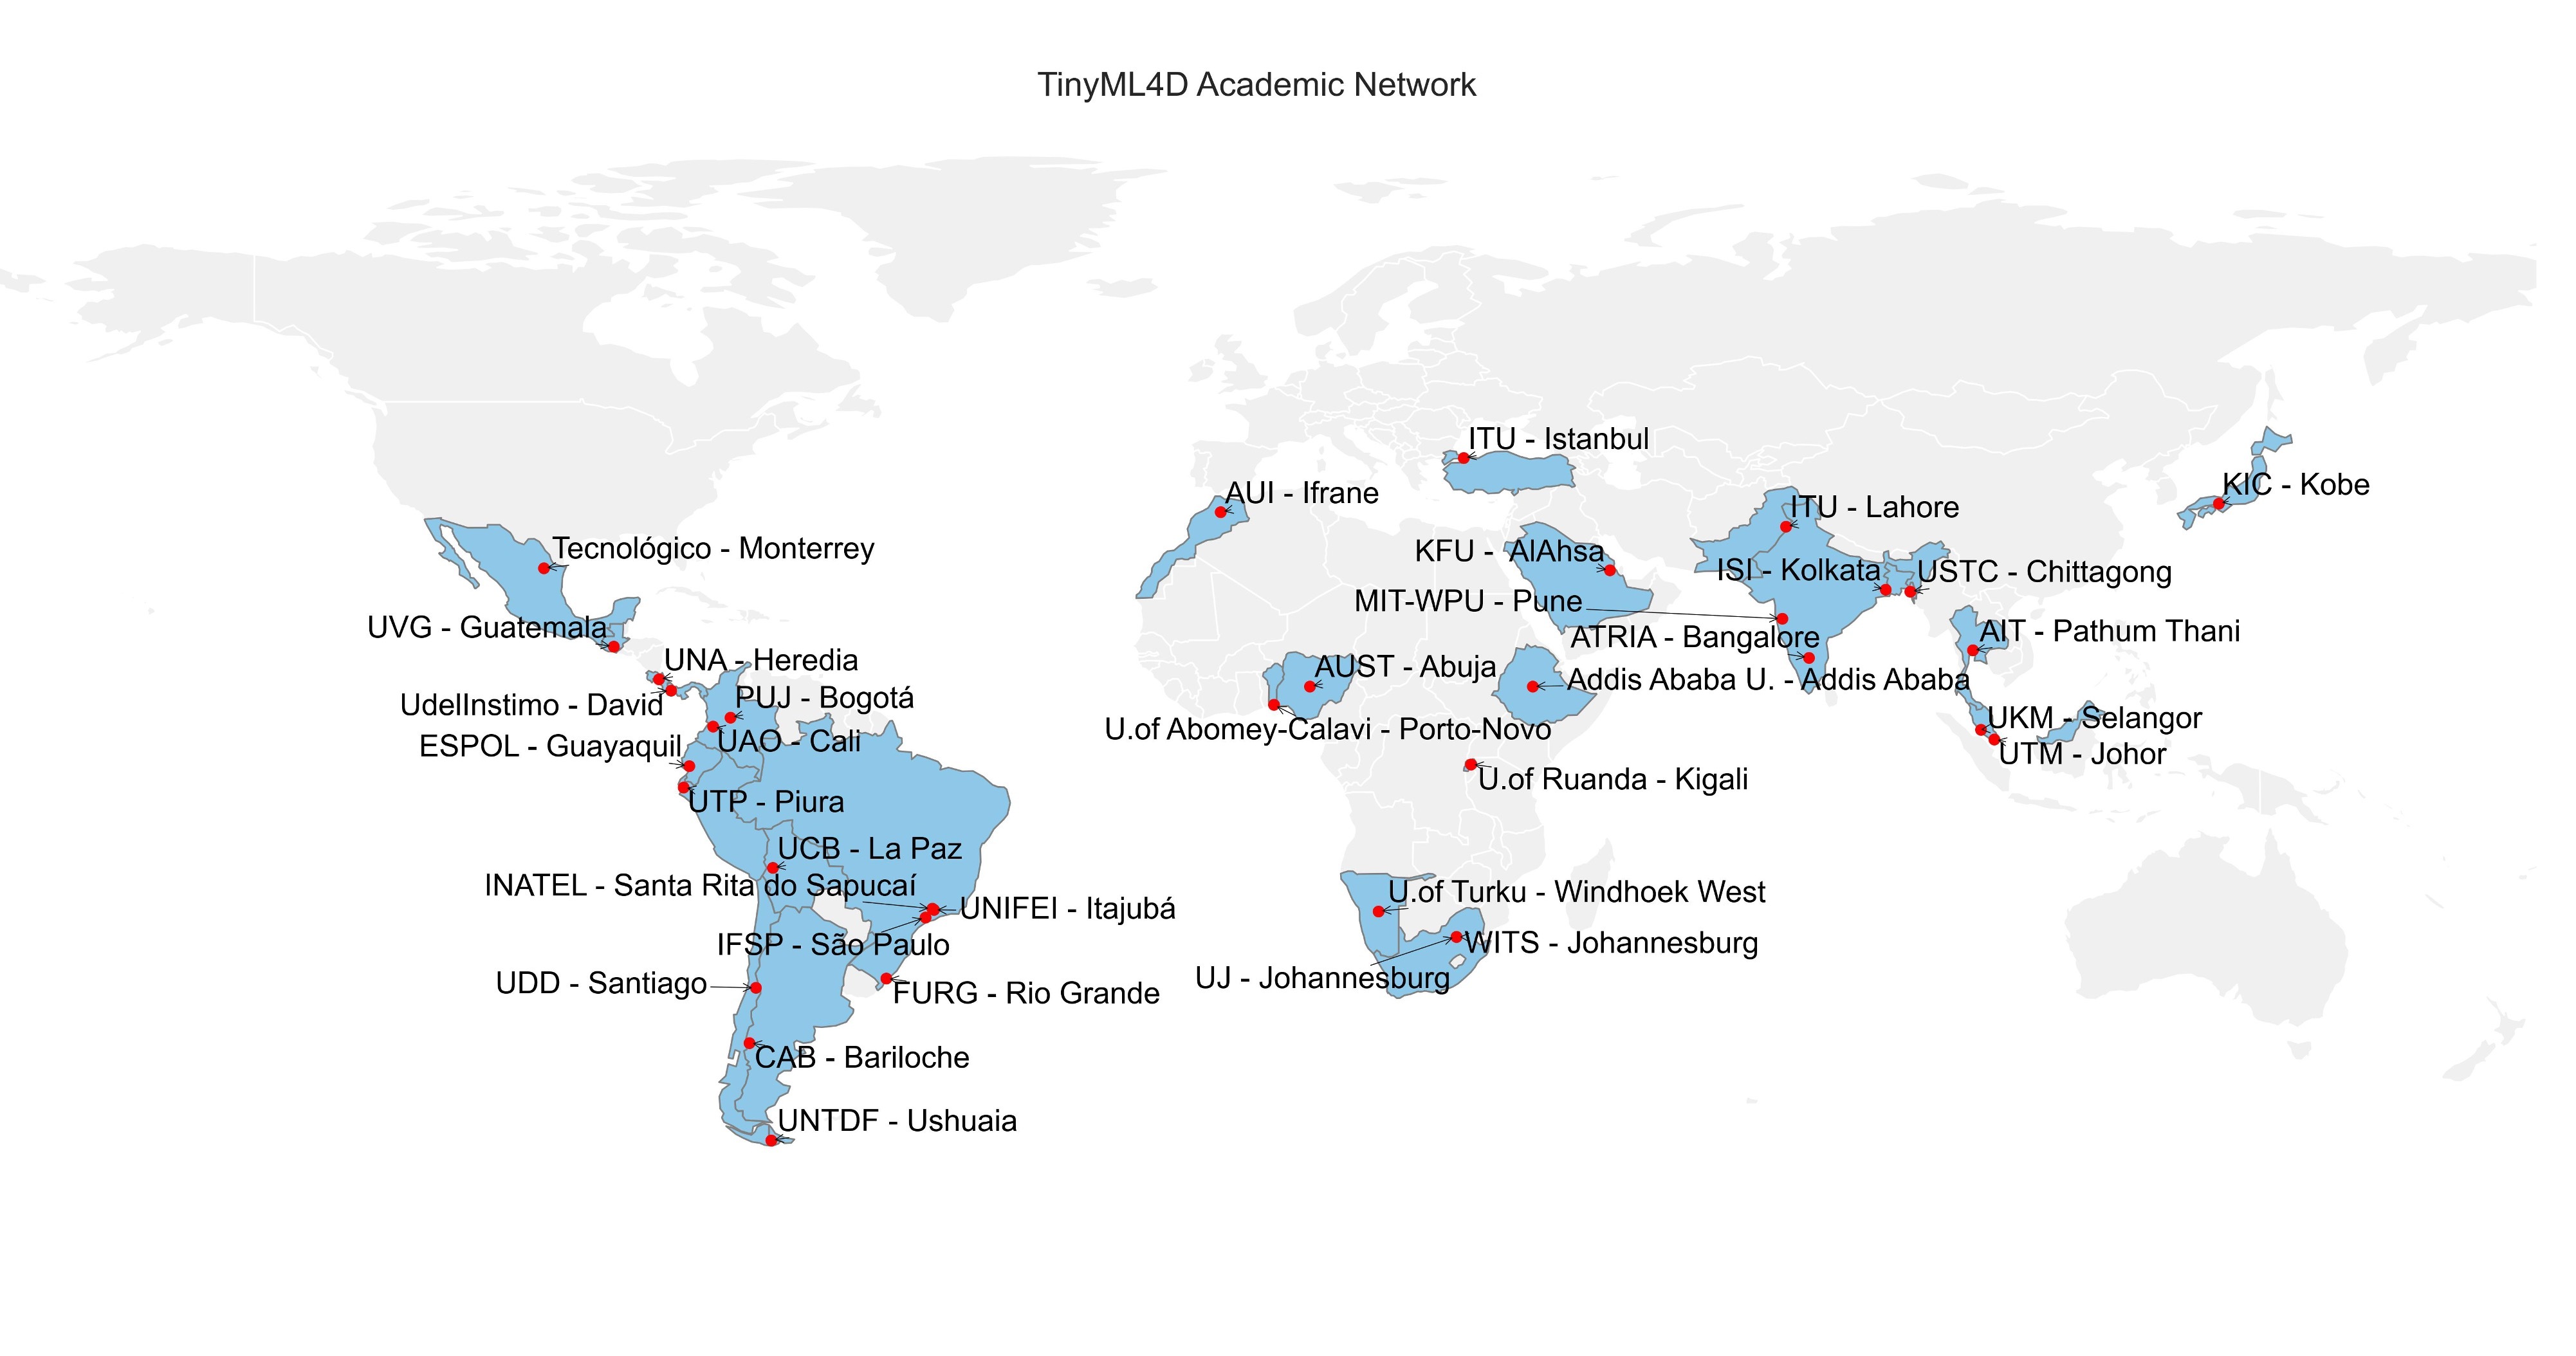 TinyML4D Academic Network
ITU - Istanbul
KIC - Kobe
AUI - Ifrane
ITU - Lahore
Tecnológico - Monterrey
KFU -  AlAhsa
ISI - Kolkata
USTC - Chittagong
MIT-WPU - Pune
UVG - Guatemala
ATRIA - Bangalore
AIT - Pathum Thani
UNA - Heredia
AUST - Abuja
Addis Ababa U. - Addis Ababa
UdelInstimo - David
PUJ - Bogotá
UKM - Selangor
U.of Abomey-Calavi - Porto-Novo
ESPOL - Guayaquil
UAO - Cali
UTM - Johor
U.of Ruanda - Kigali
UTP - Piura
UCB - La Paz
INATEL - Santa Rita do Sapucaí
U.of Turku - Windhoek West
UNIFEI - Itajubá
IFSP - São Paulo
WITS - Johannesburg
UDD - Santiago
UJ - Johannesburg
FURG - Rio Grande
CAB - Bariloche
UNTDF - Ushuaia